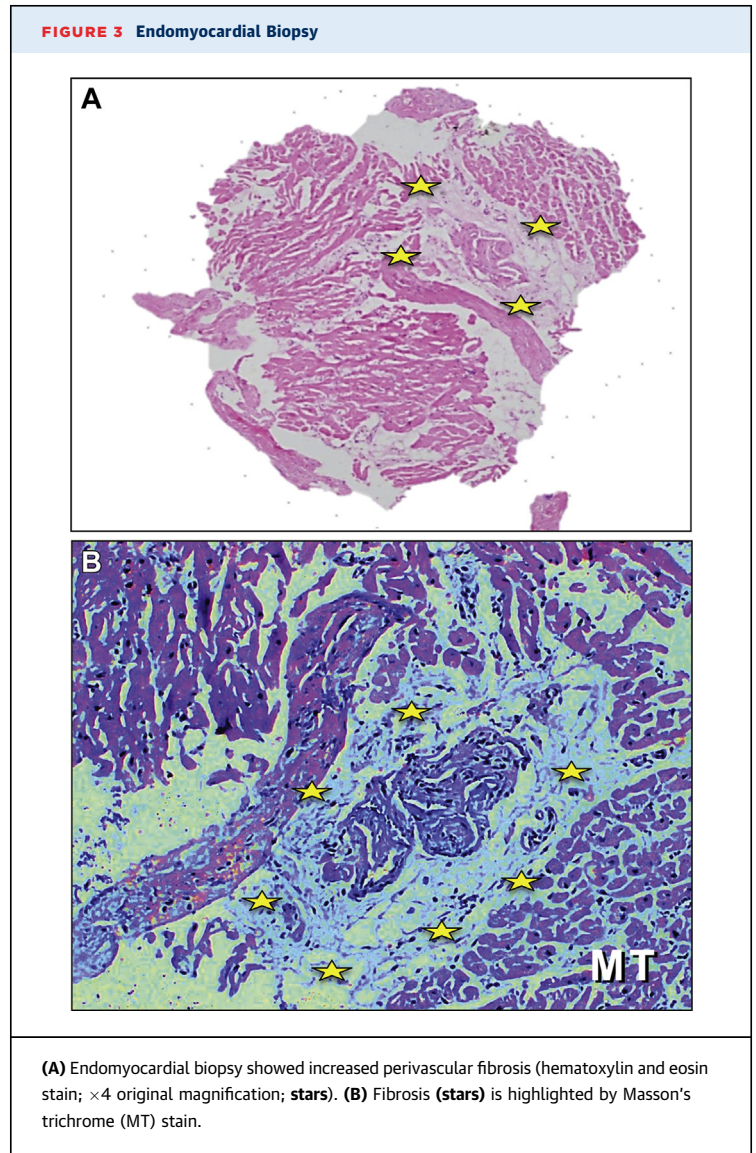 FIGURE 3 Endomyocardial Biopsy
A
B
MT
(A) Endomyocardial biopsy showed increased perivascular fibrosis (hematoxylin and eosin
stain; ×4 original magnification; stars). (B) Fibrosis (stars) is highlighted by Masson's
trichrome (MT) stain.